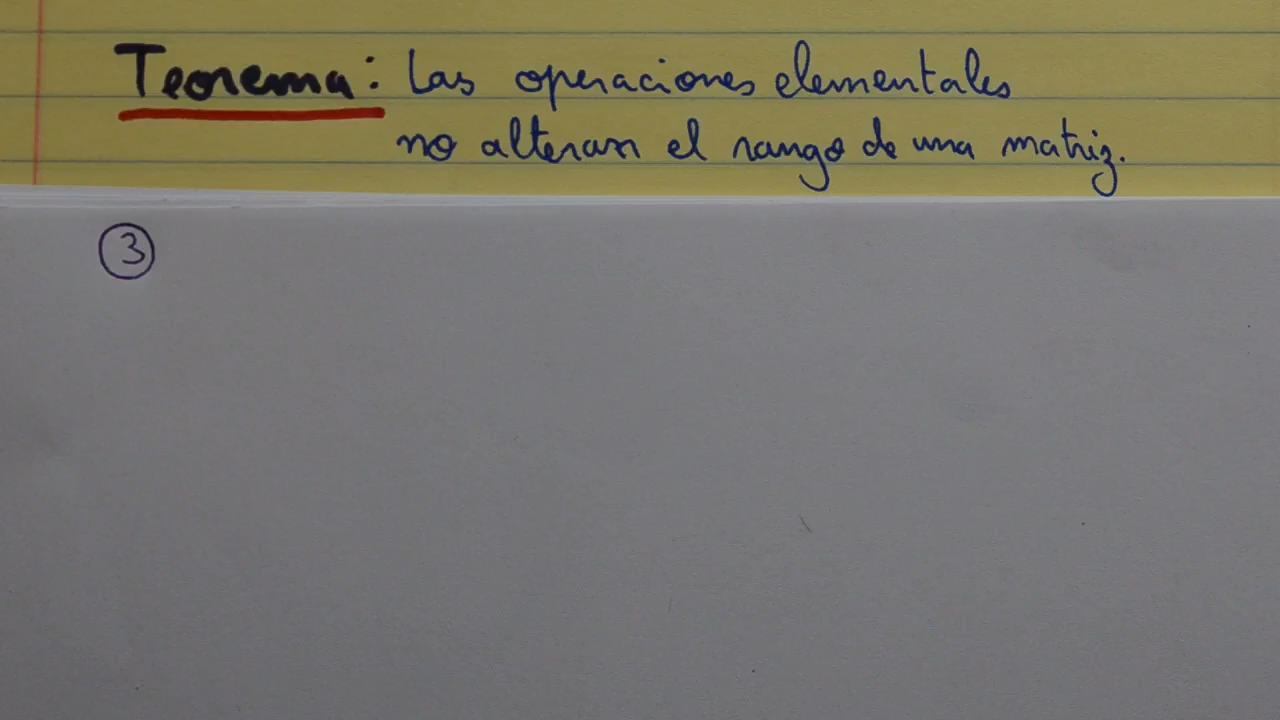 Teorema: Las operaciones elementales
no alteran el rango de una matriz.
3